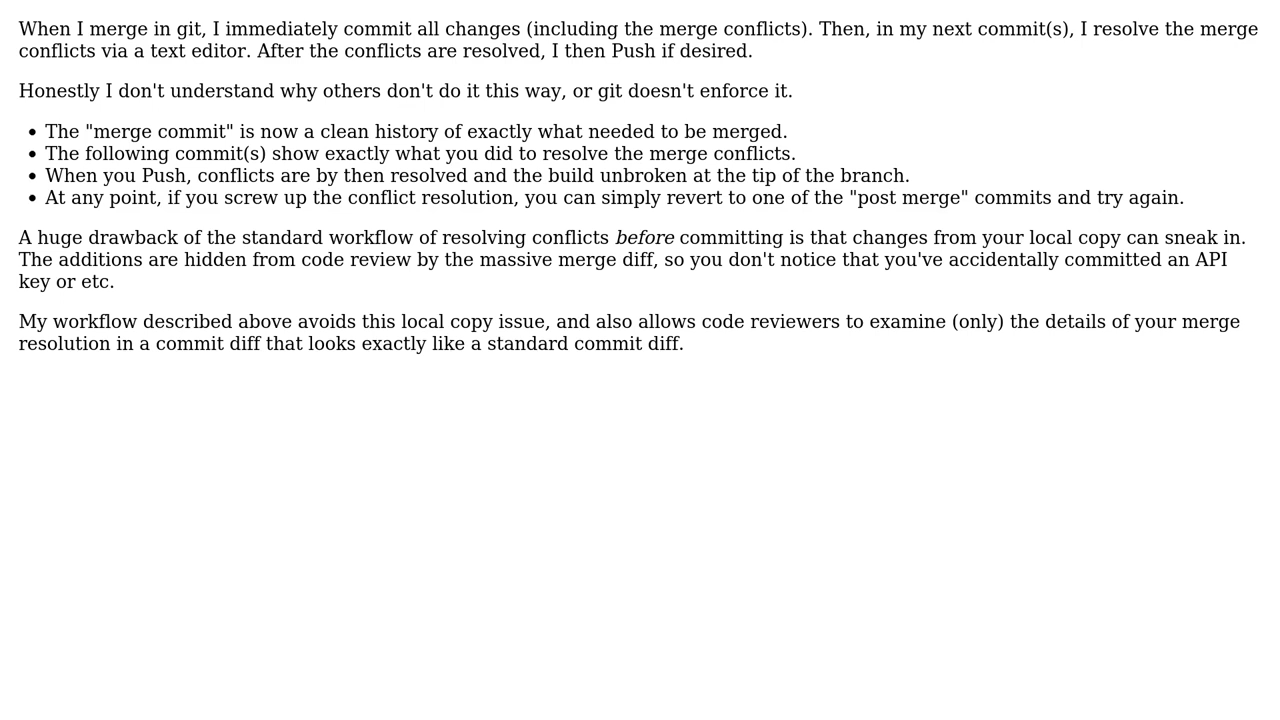 When I merge in git, I immediately commit all changes (including the merge conflicts). Then, in my next commit(s), I resolve the merge
conflicts via a text editor. After the conflicts are resolved, I then Push if desired.
Honestly I don't understand why others don't do it this way, or git doesn't enforce it.
• The "merge commit" is now a clean history of exactly what needed to be merged.
• The following commit(s) show exactly what you did to resolve the merge conflicts.
• When you Push, conflicts are by then resolved and the build unbroken at the tip of the branch.
• At any point, if you screw up the conflict resolution, you can simply revert to one of the "post merge" commits and try again.
A huge drawback of the standard workflow of resolving conflicts before committing is that changes from your local copy can sneak in.
The additions are hidden from code review by the massive merge diff, so you don't notice that you've accidentally committed an API
key or etc.
My workflow described above avoids this local copy issue, and also allows code reviewers to examine (only) the details of your merge
resolution in a commit diff that looks exactly like a standard commit diff.